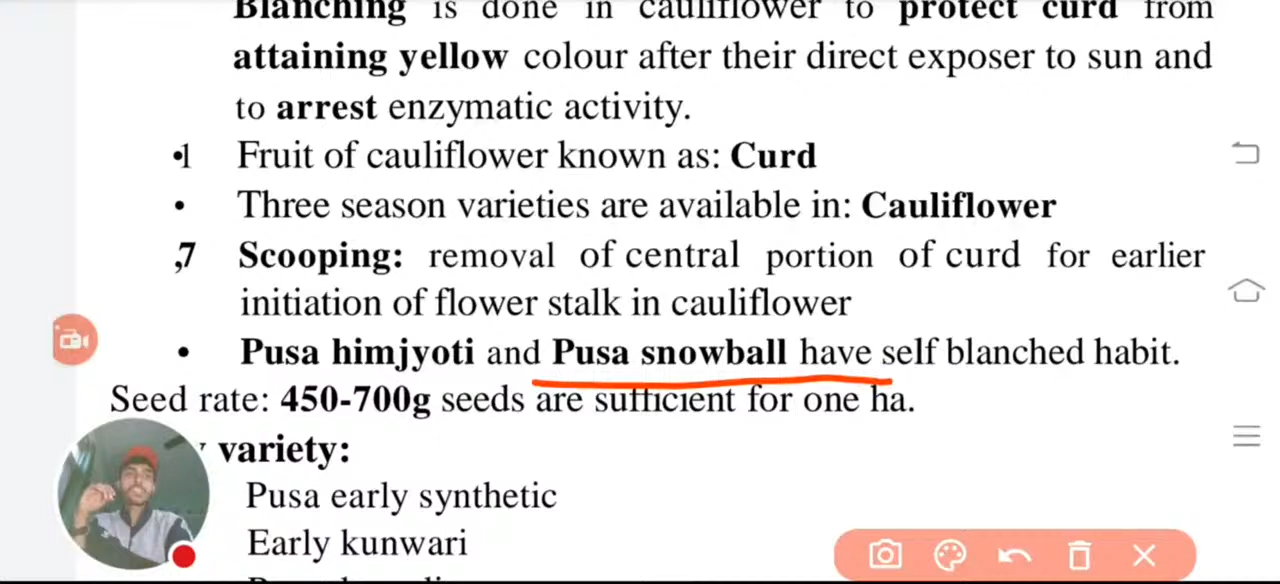 Blanching is done in cauliflower to protect curd from
attaining yellow colour after their direct exposer to sun and
to arrest enzymatic activity.
•1 Fruit of cauliflower known as: Curd
• Three season varieties are available in: Cauliflower
,7 Scooping: removal of central portion of curd for earlier
initiation of flower stalk in cauliflower
• Pusa himjyoti and Pusa snowball have self blanched habit.
Seed rate: 450-700g seeds are sufficient for one ha.
variety:
Pusa early synthetic
Early kunwari